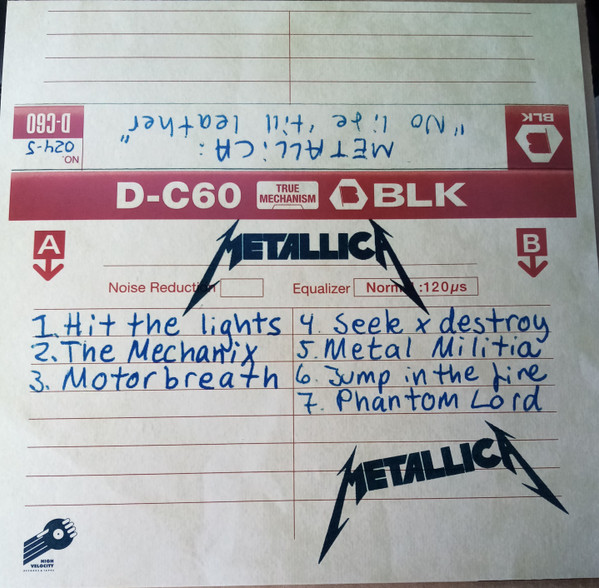 METALLiCA:
"No life 'till leather"
NO.
024-5
D-C60
BLK
D-C60 TRUE MECHANISM BLK
METALLICA
A B
Noise Reduction Equalizer Normal :120μs
1. Hit the lights
2. The Mechanix
3. Motorbreath
4. Seek x destroy
5. Metal Militia
6. Jump in the fire
7. Phantom Lord
METALLICA
HIGH
VELOCITY